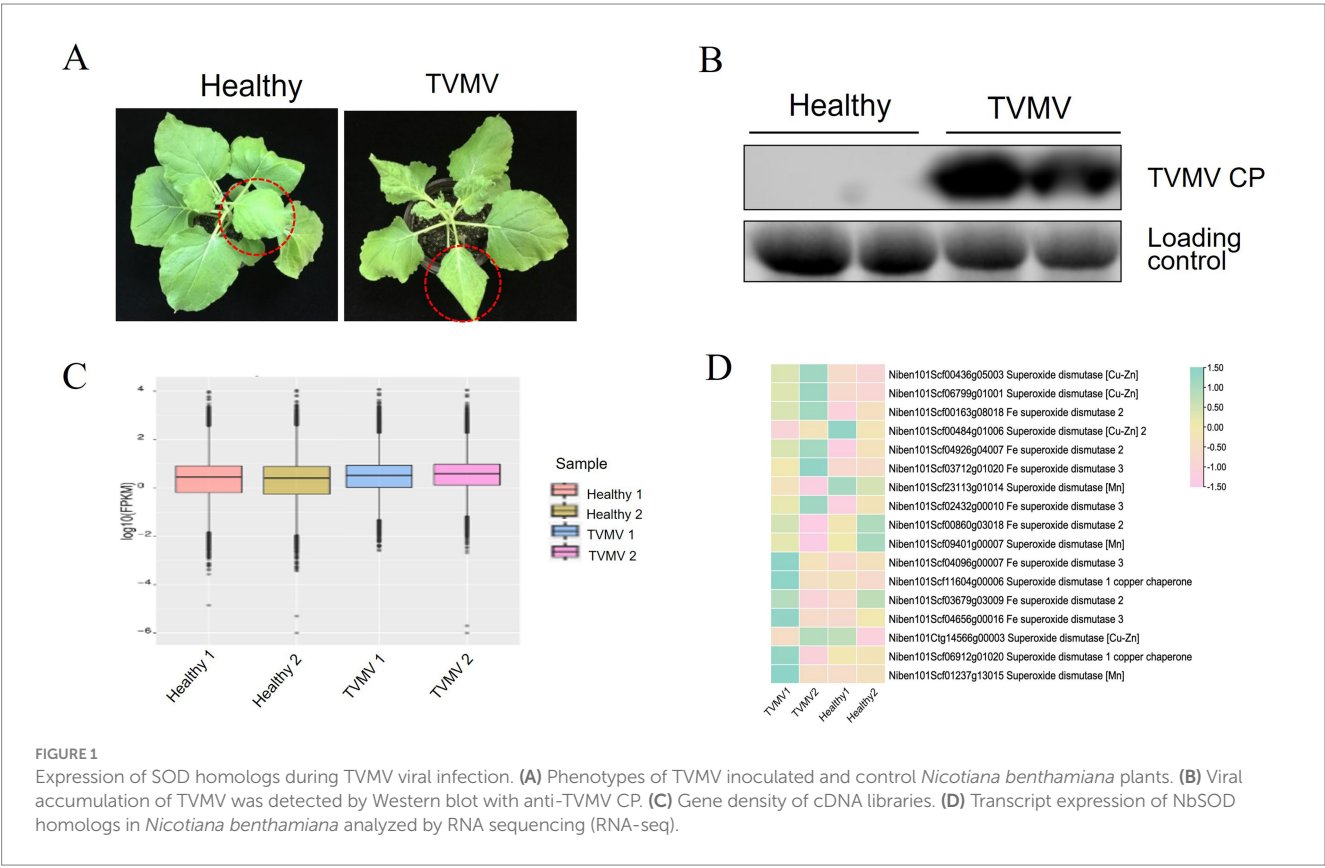 A
Healthy
TVMV
B
Healthy
TVMV
TVMV CP
Loading
control
C
4
2
0
−2
−4
−6
log10(FPKM)
Healthy 1
Healthy 2
TVMV 1
TVMV 2
Sample
Healthy 1
Healthy 2
TVMV 1
TVMV 2
D
Niben101Scf00436g05003 Superoxide dismutase [Cu-Zn]
Niben101Scf06799g01001 Superoxide dismutase [Cu-Zn]
Niben101Scf00163g08018 Fe superoxide dismutase 2
Niben101Scf00484g01006 Superoxide dismutase [Cu-Zn] 2
Niben101Scf04926g04007 Fe superoxide dismutase 2
Niben101Scf03712g01020 Fe superoxide dismutase 3
Niben101Scf23113g01014 Superoxide dismutase [Mn]
Niben101Scf02432g00010 Fe superoxide dismutase 3
Niben101Scf00860g03018 Fe superoxide dismutase 2
Niben101Scf09401g00007 Superoxide dismutase [Mn]
Niben101Scf04096g00007 Fe superoxide dismutase 3
Niben101Scf11604g00006 Superoxide dismutase 1 copper chaperone
Niben101Scf03679g03009 Fe superoxide dismutase 2
Niben101Scf04656g00016 Fe superoxide dismutase 3
Niben101Ctg14566g00003 Superoxide dismutase [Cu-Zn]
Niben101Scf06912g01020 Superoxide dismutase 1 copper chaperone
Niben101Scf01237g13015 Superoxide dismutase [Mn]
TVMV1
TVMV2
Healthy1
Healthy2
1.50
1.00
0.50
0.00
-0.50
-1.00
-1.50
FIGURE 1
Expression of SOD homologs during TVMV viral infection. (A) Phenotypes of TVMV inoculated and control Nicotiana benthamiana plants. (B) Viral
accumulation of TVMV was detected by Western blot with anti-TVMV CP. (C) Gene density of cDNA libraries. (D) Transcript expression of NbSOD
homologs in Nicotiana benthamiana analyzed by RNA sequencing (RNA-seq).